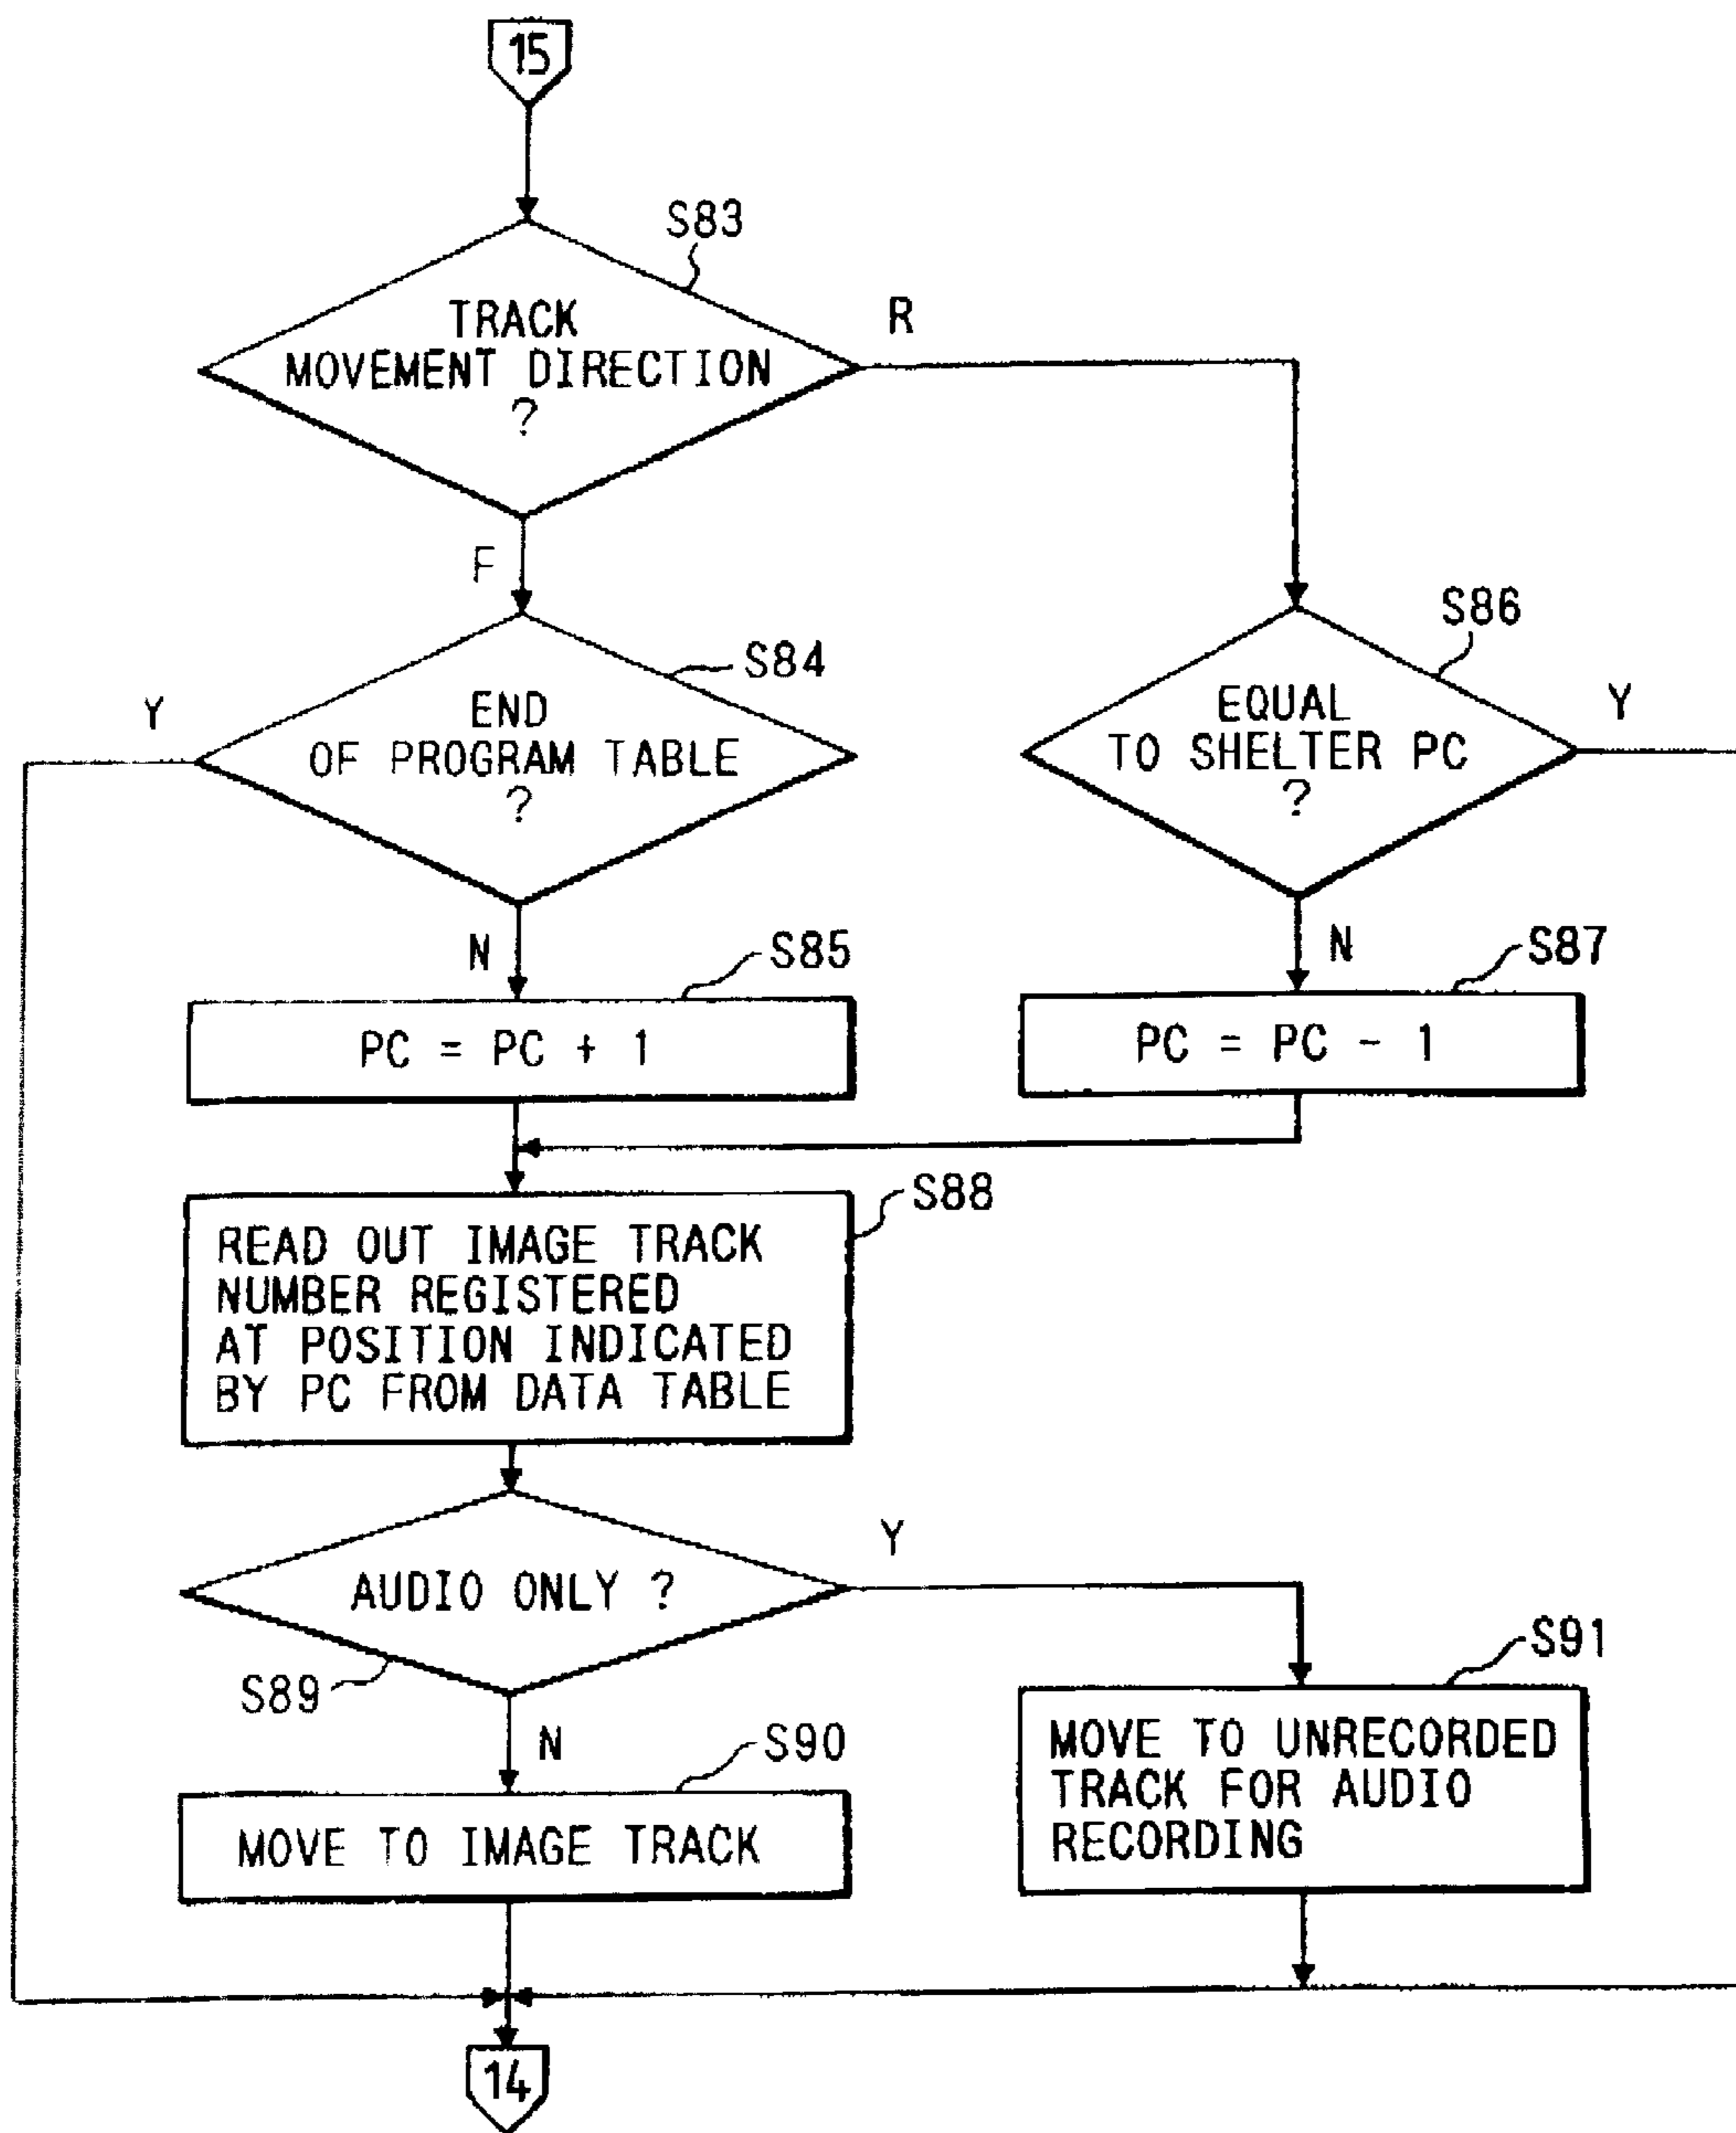 15
S83
TRACK
MOVEMENT DIRECTION
?
R
F
S84
END
OF PROGRAM TABLE
?
Y
N
S86
EQUAL
TO SHELTER PC
?
Y
N
S85
PC = PC + 1
S87
PC = PC - 1
S88
READ OUT IMAGE TRACK
NUMBER REGISTERED
AT POSITION INDICATED
BY PC FROM DATA TABLE
AUDIO ONLY ?
Y
S89
N
S90
MOVE TO IMAGE TRACK
S91
MOVE TO UNRECORDED
TRACK FOR AUDIO
RECORDING
14